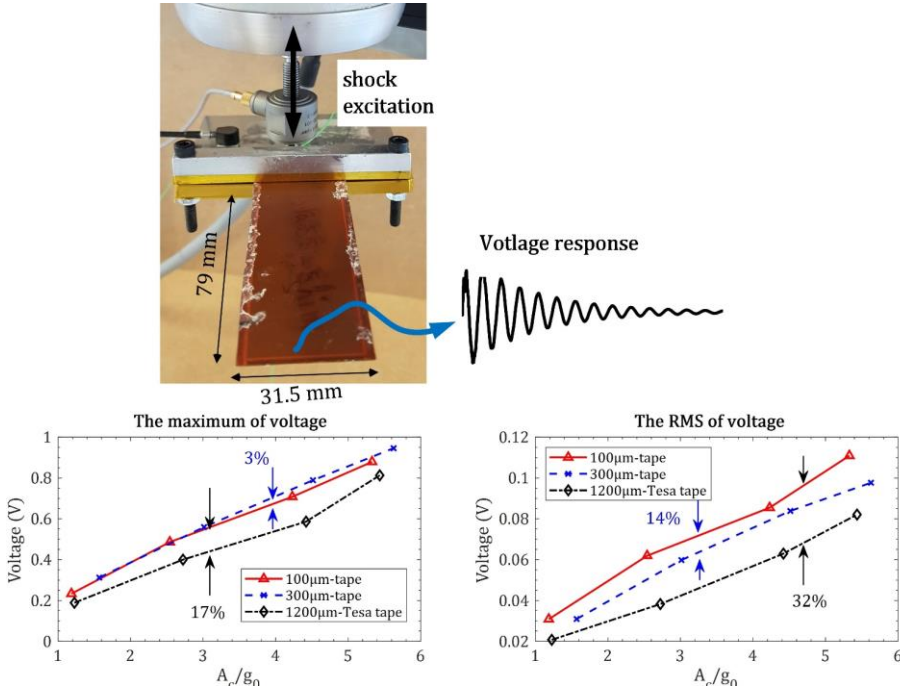 shock
excitation
Votlage response
79 mm
31.5 mm
The maximum of voltage
1
0.8
0.6
0.4
0.2
0
Voltage (V)
3%
17%
100μm-tape
300μm-tape
1200μm-Tesa tape
1 2 3 4 5 6
A_c/g_0
The RMS of voltage
0.12
0.1
0.08
0.06
0.04
0.02
Voltage (V)
100μm-tape
300μm-tape
1200μm-Tesa tape
14%
32%
1 2 3 4 5 6
A_c/g_0